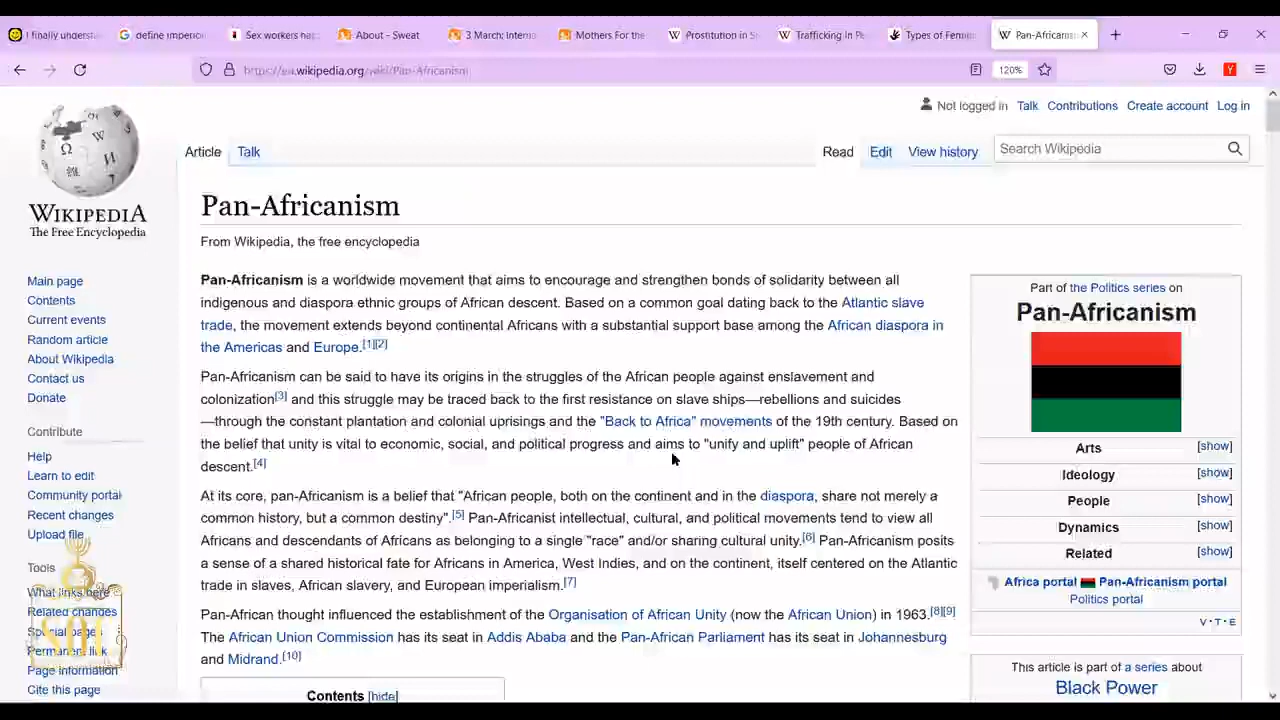 I finally understa
define imperic
Sex workers ha
About - Sweat
3 March: Interna
Mothers For the
Prostitution in S
Trafficking In Pe
Types of Femin
Pan-Africanism
https://en.wikipedia.org/wiki/Pan-Africanism
120%
Not logged in Talk Contributions Create account Log in
Article Talk
Read Edit View history
Search Wikipedia
WIKIPEDIA
The Free Encyclopedia
Main page
Contents
Current events
Random article
About Wikipedia
Contact us
Donate
Contribute
Help
Learn to edit
Community portal
Recent changes
Upload file
Tools
What links here
Related changes
Special pages
Permanent link
Page information
Cite this page
Pan-Africanism
From Wikipedia, the free encyclopedia
Pan-Africanism is a worldwide movement that aims to encourage and strengthen bonds of solidarity between all
indigenous and diaspora ethnic groups of African descent. Based on a common goal dating back to the Atlantic slave
trade, the movement extends beyond continental Africans with a substantial support base among the African diaspora in
the Americas and Europe.[1][2]
Pan-Africanism can be said to have its origins in the struggles of the African people against enslavement and
colonization[3] and this struggle may be traced back to the first resistance on slave ships—rebellions and suicides
—through the constant plantation and colonial uprisings and the "Back to Africa" movements of the 19th century. Based on
the belief that unity is vital to economic, social, and political progress and aims to "unify and uplift" people of African
descent.[4]
At its core, pan-Africanism is a belief that "African people, both on the continent and in the diaspora, share not merely a
common history, but a common destiny".[5] Pan-Africanist intellectual, cultural, and political movements tend to view all
Africans and descendants of Africans as belonging to a single "race" and/or sharing cultural unity.[6] Pan-Africanism posits
a sense of a shared historical fate for Africans in America, West Indies, and on the continent, itself centered on the Atlantic
trade in slaves, African slavery, and European imperialism.[7]
Pan-African thought influenced the establishment of the Organisation of African Unity (now the African Union) in 1963.[8][9]
The African Union Commission has its seat in Addis Ababa and the Pan-African Parliament has its seat in Johannesburg
and Midrand.[10]
Contents [hide]
Part of the Politics series on
Pan-Africanism
Arts [show]
Ideology [show]
People [show]
Dynamics [show]
Related [show]
Africa portal Pan-Africanism portal
Politics portal
V·T·E
This article is part of a series about
Black Power